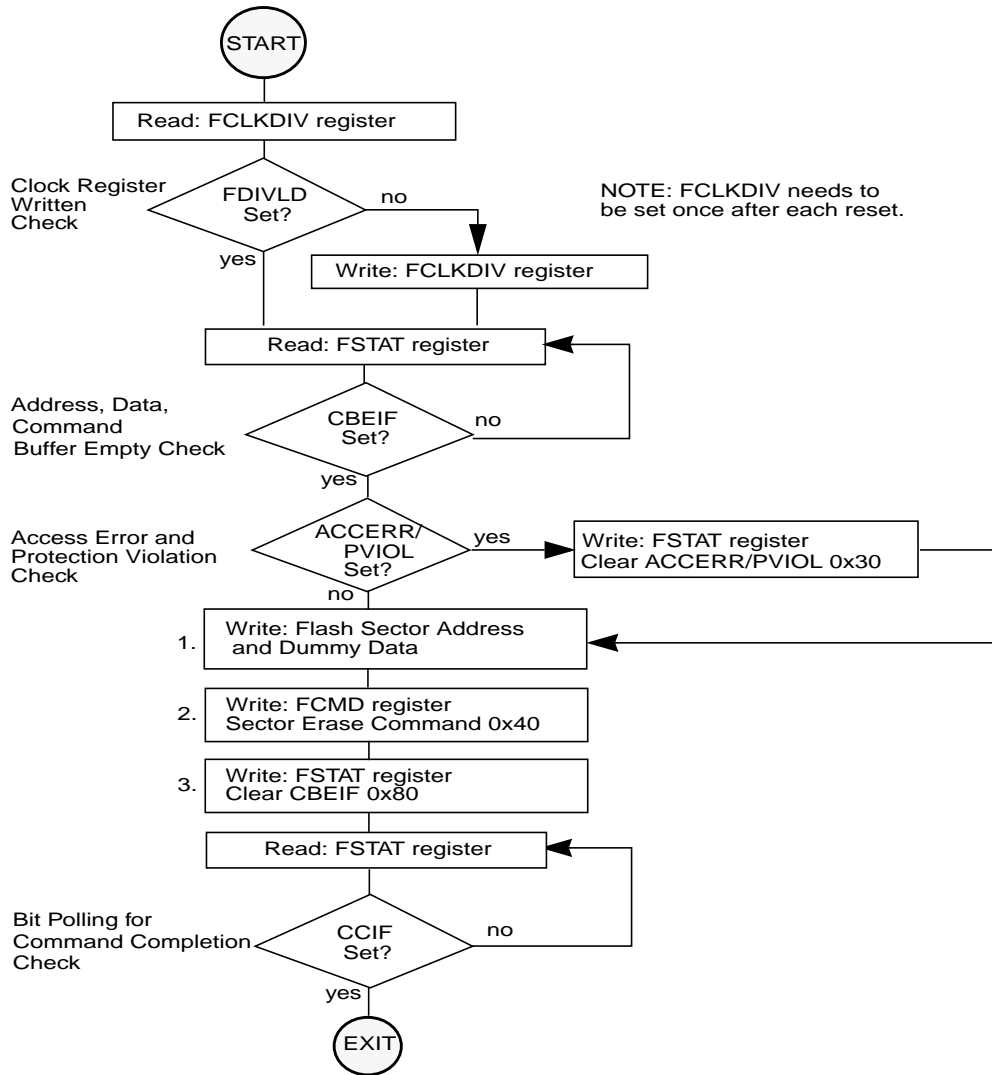 START
Read: FCLKDIV register
Clock Register
Written
Check
FDIVLD
Set?
no
yes
NOTE: FCLKDIV needs to
be set once after each reset.
Write: FCLKDIV register
Read: FSTAT register
Address, Data,
Command
Buffer Empty Check
CBEIF
Set?
no
yes
Access Error and
Protection Violation
Check
ACCERR/
PVIOL
Set?
yes
no
Write: FSTAT register
Clear ACCERR/PVIOL 0x30
1.
Write: Flash Sector Address
and Dummy Data
2.
Write: FCMD register
Sector Erase Command 0x40
3.
Write: FSTAT register
Clear CBEIF 0x80
Read: FSTAT register
Bit Polling for
Command Completion
Check
CCIF
Set?
no
yes
EXIT